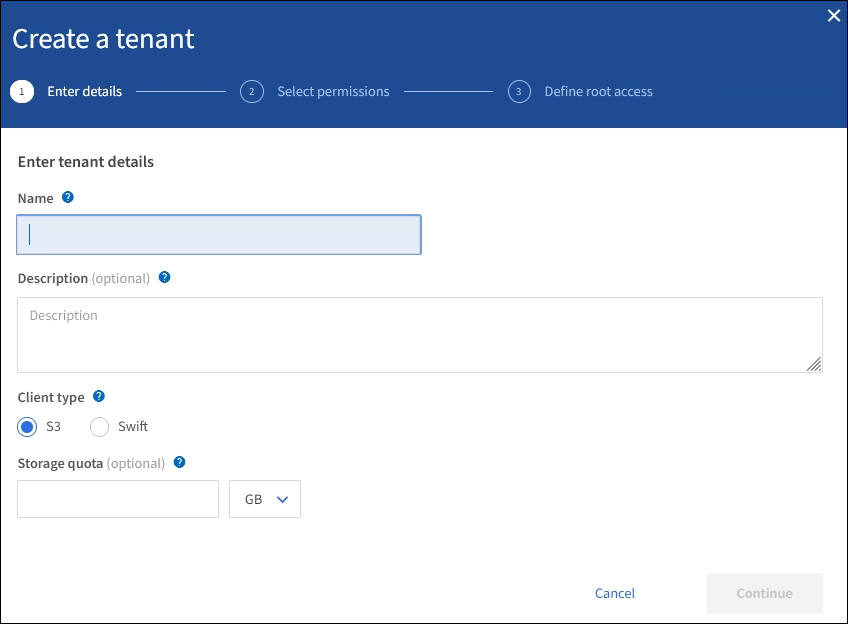 Create a tenant
1 Enter details 2 Select permissions 3 Define root access
Enter tenant details
Name ?
Description (optional) ?
Description
Client type ?
S3 Swift
Storage quota (optional) ?
GB
Cancel Continue